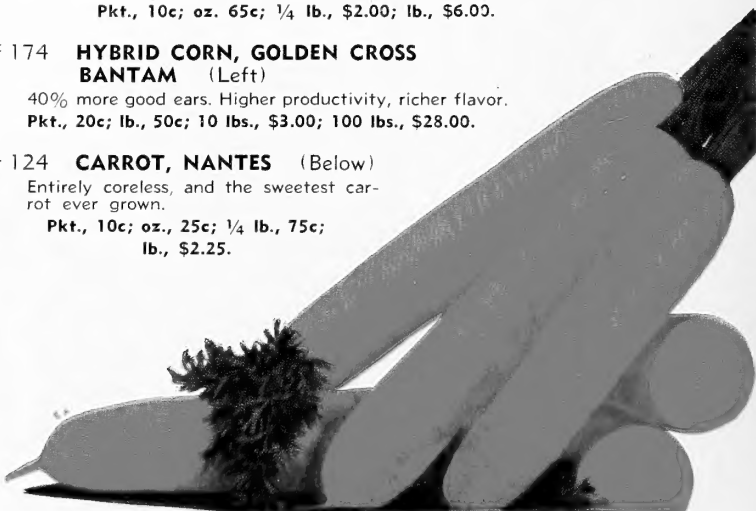 Pkt., 10c; oz. 65c; ¼ lb., $2.00; lb., $6.00.
174 HYBRID CORN, GOLDEN CROSS
BANTAM (Left)
40% more good ears. Higher productivity, richer flavor.
Pkt., 20c; lb., 50c; 10 lbs., $3.00; 100 lbs., $28.00.
124 CARROT, NANTES (Below)
Entirely coreless, and the sweetest car-
rot ever grown.
Pkt., 10c; oz., 25c; ¼ lb., 75c;
lb., $2.25.